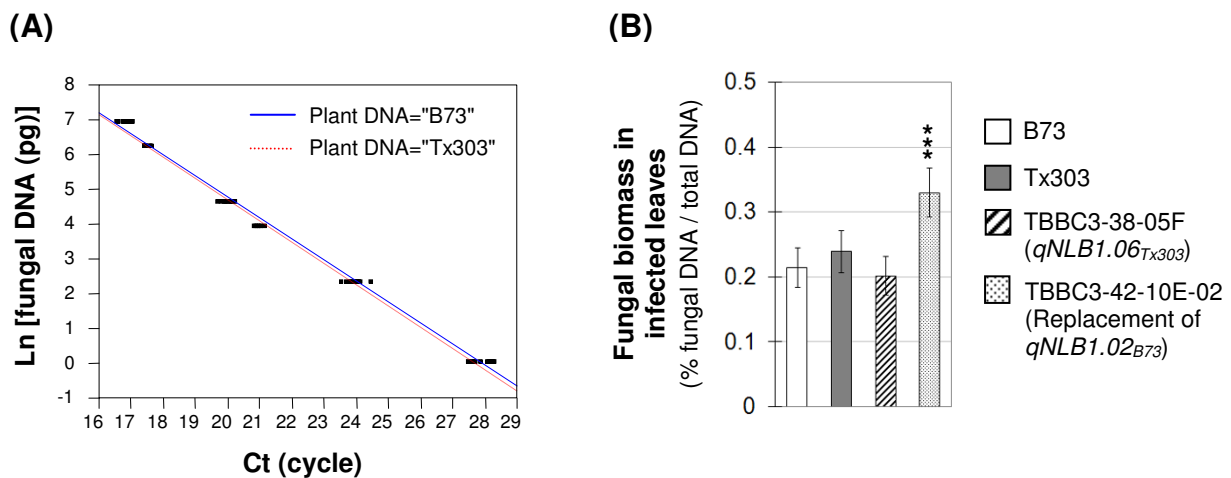 (A)
Ln [fungal DNA (pg)]
8
7
6
5
4
3
2
1
0
-1
Plant DNA="B73"
Plant DNA="Tx303"
16 17 18 19 20 21 22 23 24 25 26 27 28 29
Ct (cycle)
(B)
Fungal biomass in
infected leaves
(% fungal DNA / total DNA)
0.5
0.4
0.3
0.2
0.1
0
***
B73
Tx303
TBBC3-38-05F
(qNLB1.06Tx303)
TBBC3-42-10E-02
(Replacement of
qNLB1.02B73)